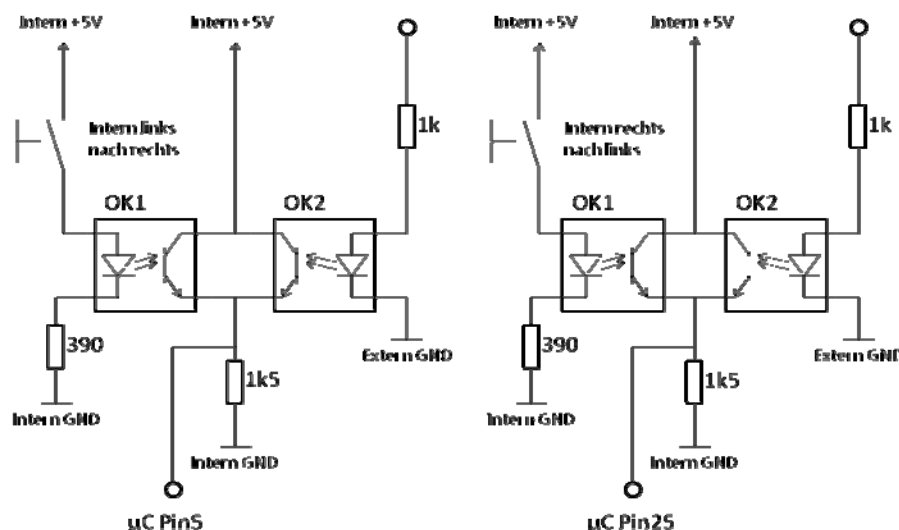 Intern +5V
Intern +5V
Intern links
nach rechts
1k
OK1
OK2
390
Intern GND
1k5
Extern GND
Intern GND
µC Pin5
Intern +5V
Intern +5V
Intern rechts
nach links
1k
OK1
OK2
390
Intern GND
1k5
Extern GND
Intern GND
µC Pin25